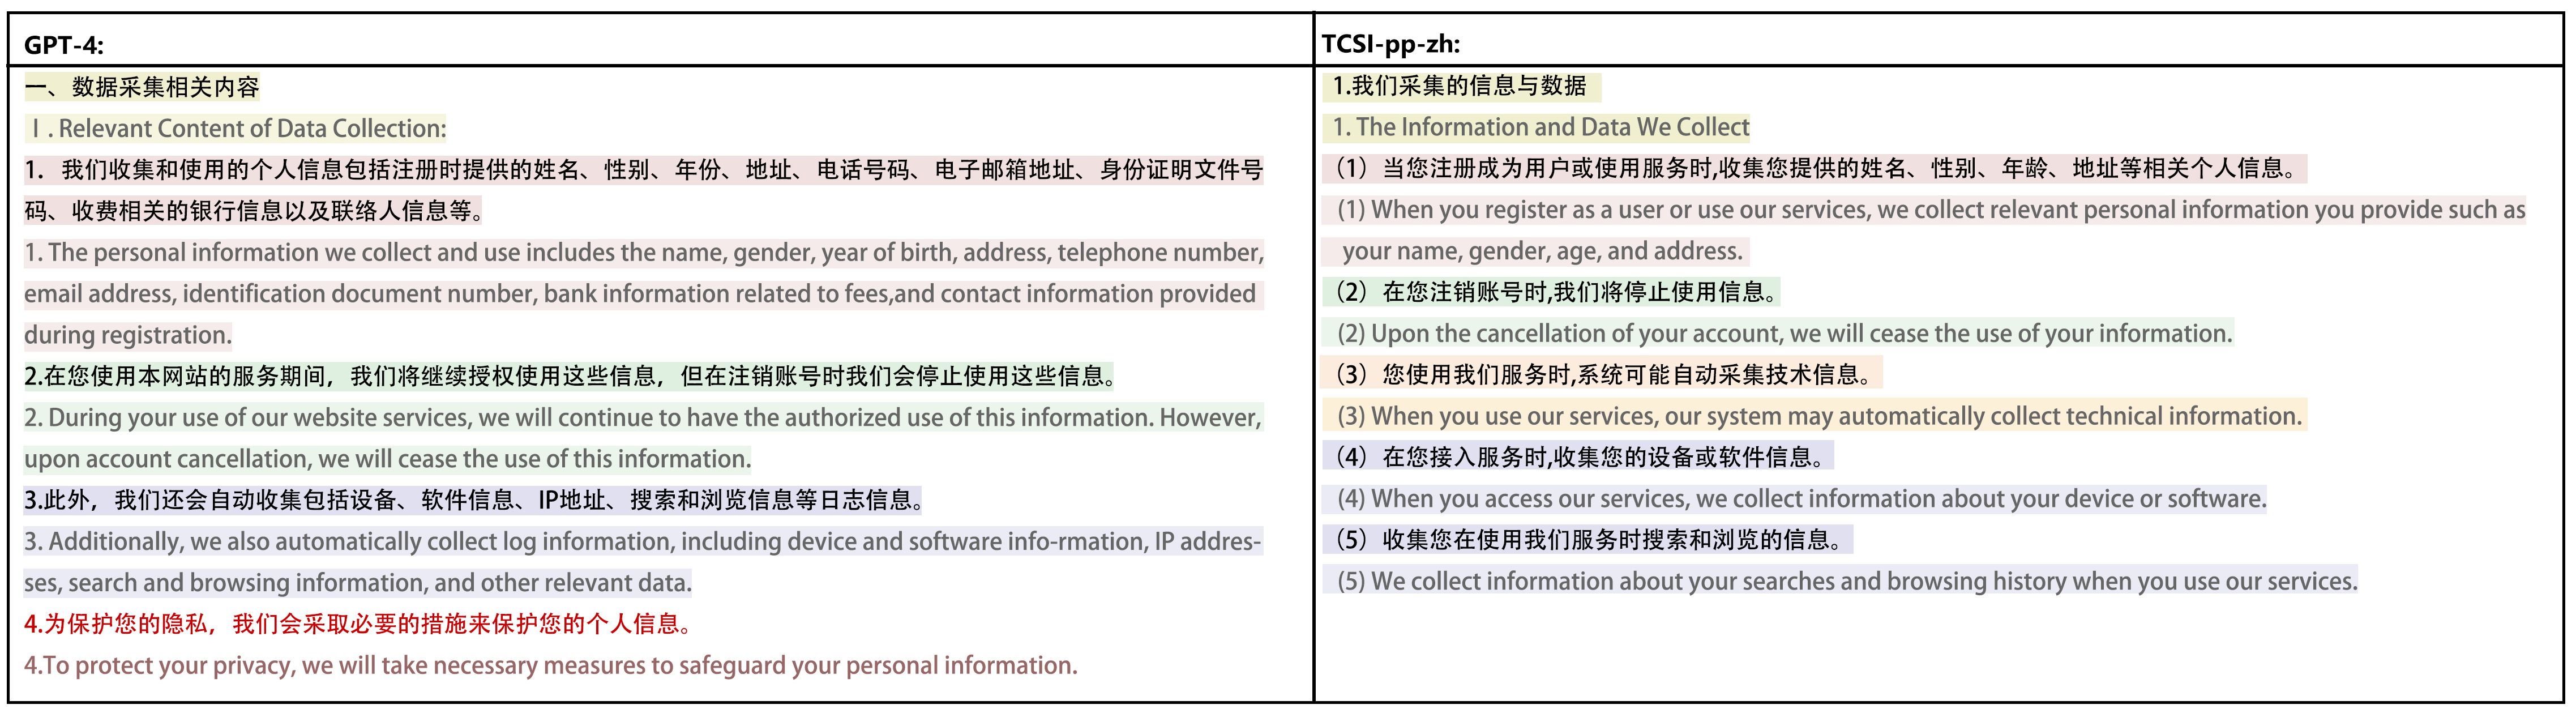 GPT-4:
一、数据采集相关内容
Ⅰ. Relevant Content of Data Collection:
1. 我们收集和使用的个人信息包括注册时提供的姓名、性别、年份、地址、电话号码、电子邮箱地址、身份证明文件号
码、收费相关的银行信息以及联络人信息等。
1. The personal information we collect and use includes the name, gender, year of birth, address, telephone number,
email address, identification document number, bank information related to fees,and contact information provided
during registration.
2.在您使用本网站的服务期间，我们将继续授权使用这些信息，但在注销账号时我们会停止使用这些信息。
2. During your use of our website services, we will continue to have the authorized use of this information. However,
upon account cancellation, we will cease the use of this information.
3.此外，我们还会自动收集包括设备、软件信息、IP地址、搜索和浏览信息等日志信息。
3. Additionally, we also automatically collect log information, including device and software info-rmation, IP addres-
ses, search and browsing information, and other relevant data.
4.为保护您的隐私，我们会采取必要的措施来保护您的个人信息。
4.To protect your privacy, we will take necessary measures to safeguard your personal information.
TCSI-pp-zh:
1.我们采集的信息与数据
1. The Information and Data We Collect
（1）当您注册成为用户或使用服务时,收集您提供的姓名、性别、年龄、地址等相关个人信息。
(1) When you register as a user or use our services, we collect relevant personal information you provide such as
your name, gender, age, and address.
（2）在您注销账号时,我们将停止使用信息。
(2) Upon the cancellation of your account, we will cease the use of your information.
（3）您使用我们服务时,系统可能自动采集技术信息。
(3) When you use our services, our system may automatically collect technical information.
（4）在您接入服务时,收集您的设备或软件信息。
(4) When you access our services, we collect information about your device or software.
（5）收集您在使用我们服务时搜索和浏览的信息。
(5) We collect information about your searches and browsing history when you use our services.